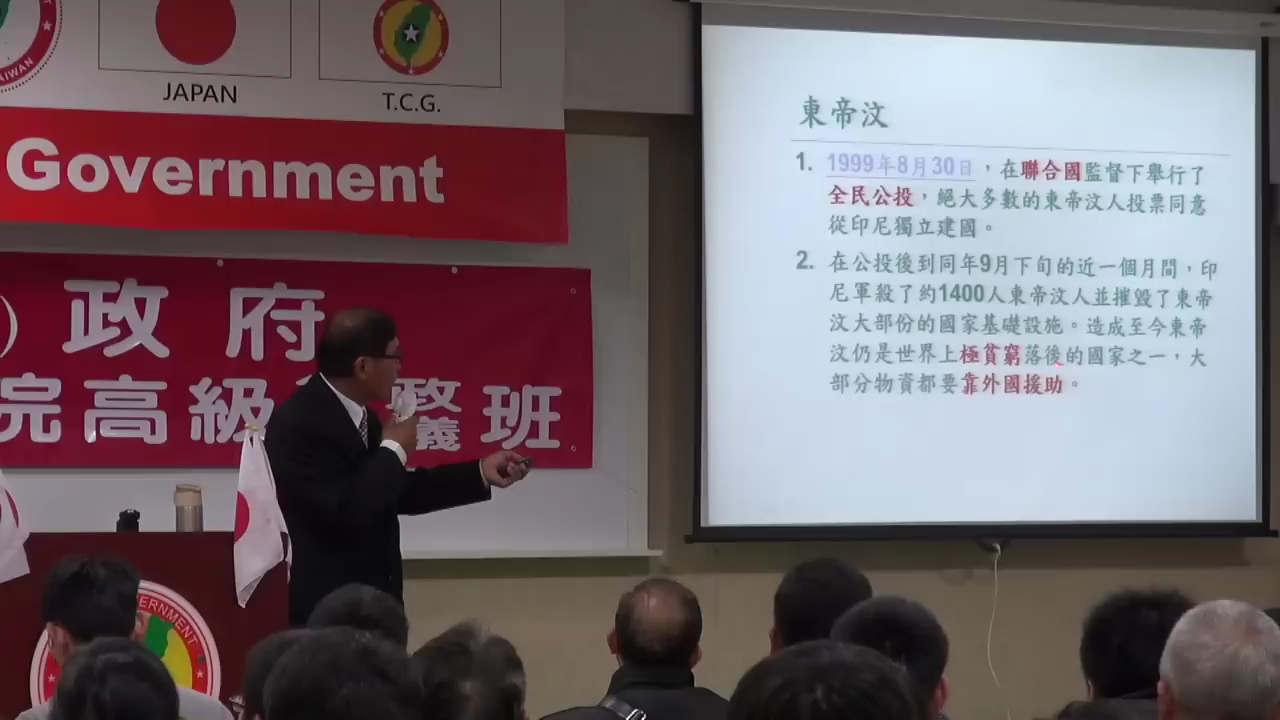 AIWAN
JAPAN
T.C.G.
Government
)政府
院高級
政
義
班
ERNMENT
東帝汶
1. 1999年8月30日，在聯合國監督下舉行了
全民公投，絕大多數的東帝汶人投票同意
從印尼獨立建國。
2. 在公投後到同年9月下旬的近一個月間，印
尼軍殺了約1400人東帝汶人並摧毀了東帝
汶大部份的國家基礎設施。造成至今東帝
汶仍是世界上極貧窮落後的國家之一，大
部分物資都要靠外國援助。